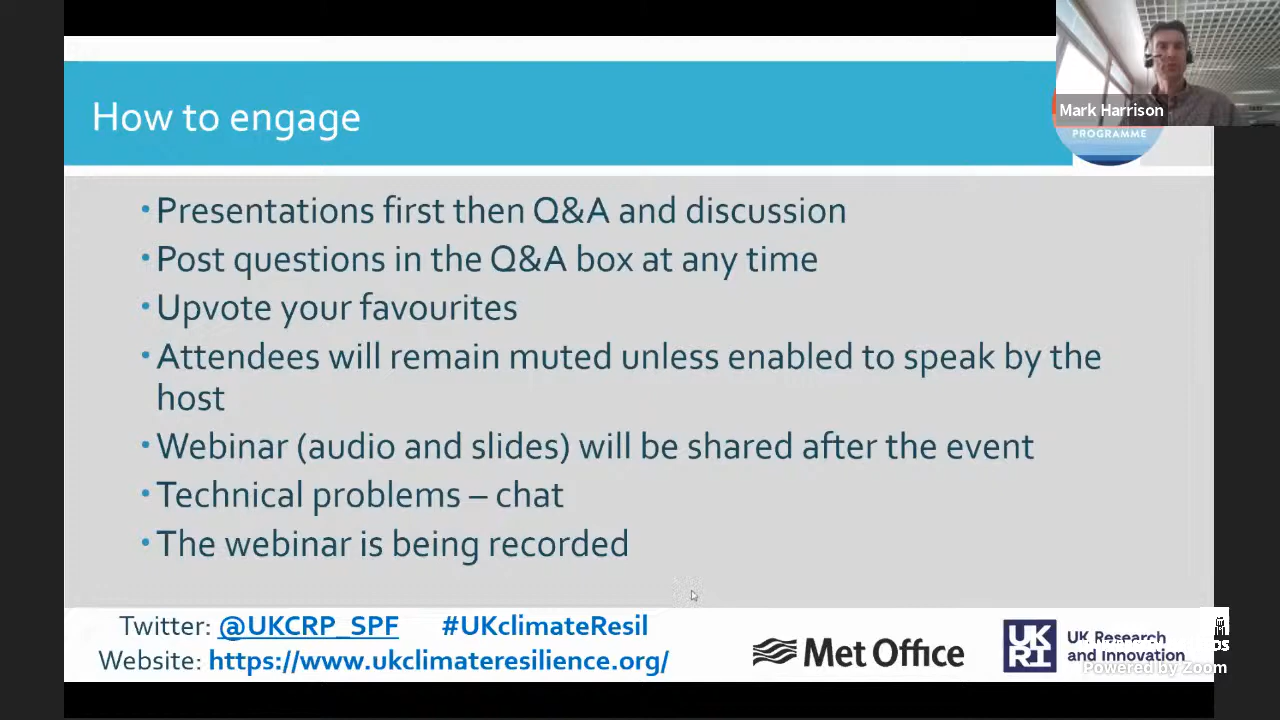 How to engage
Mark Harrison
PROGRAMME
• Presentations first then Q&A and discussion
• Post questions in the Q&A box at any time
• Upvote your favourites
• Attendees will remain muted unless enabled to speak by the
host
• Webinar (audio and slides) will be shared after the event
• Technical problems – chat
• The webinar is being recorded
Twitter: @UKCRP_SPF #UKclimateResil
Website: https://www.ukclimateresilience.org/
Met Office
UK
RI
UK Research
and Innovation
Powered by Zoom